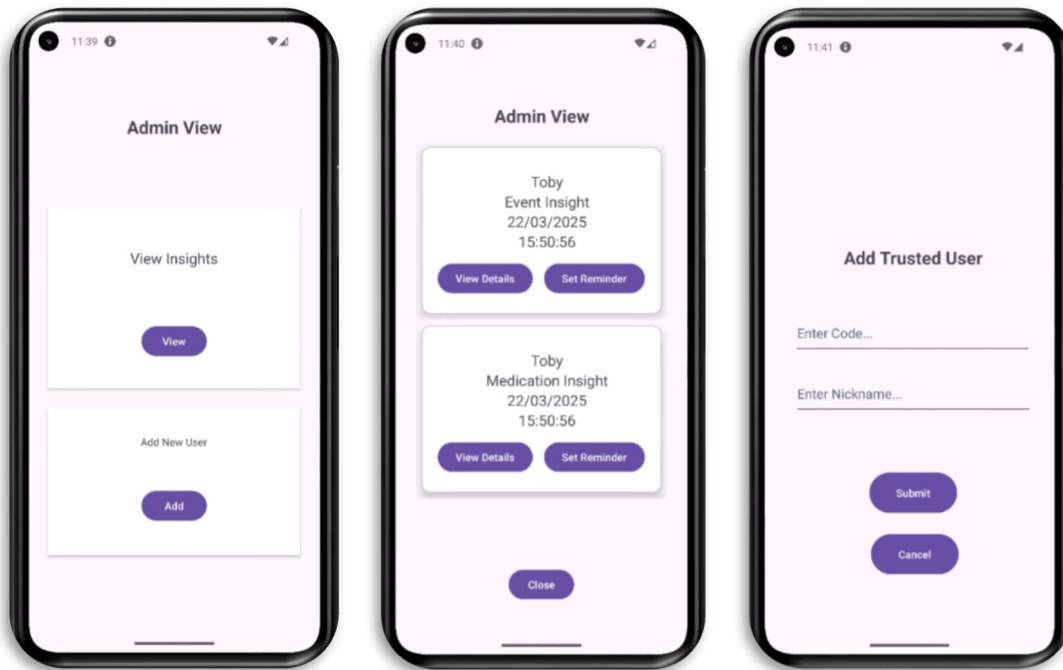 11:39
Admin View
View Insights
View
Add New User
Add
11:40
Admin View
Toby
Event Insight
22/03/2025
15:50:56
View Details
Set Reminder
Toby
Medication Insight
22/03/2025
15:50:56
View Details
Set Reminder
Close
11:41
Add Trusted User
Enter Code...
Enter Nickname...
Submit
Cancel